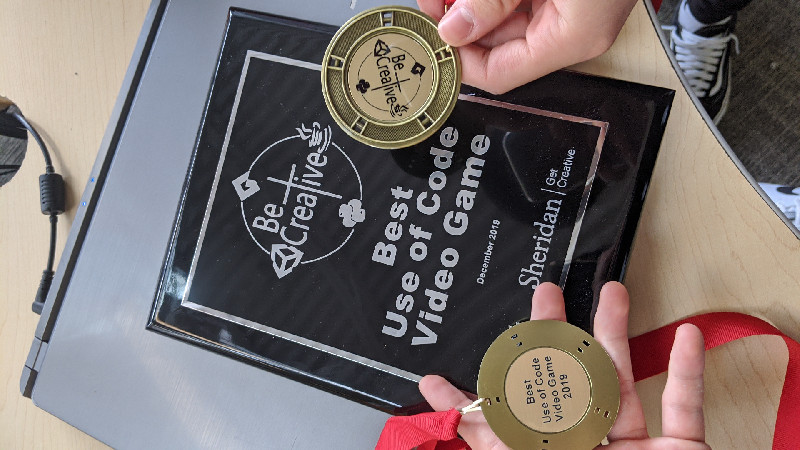 Be
Creative
Best
Use of Code
Video Game
December 2019
Sheridan
Get
Creative
Be
Creative
Best
Use of Code
Video Game
2019